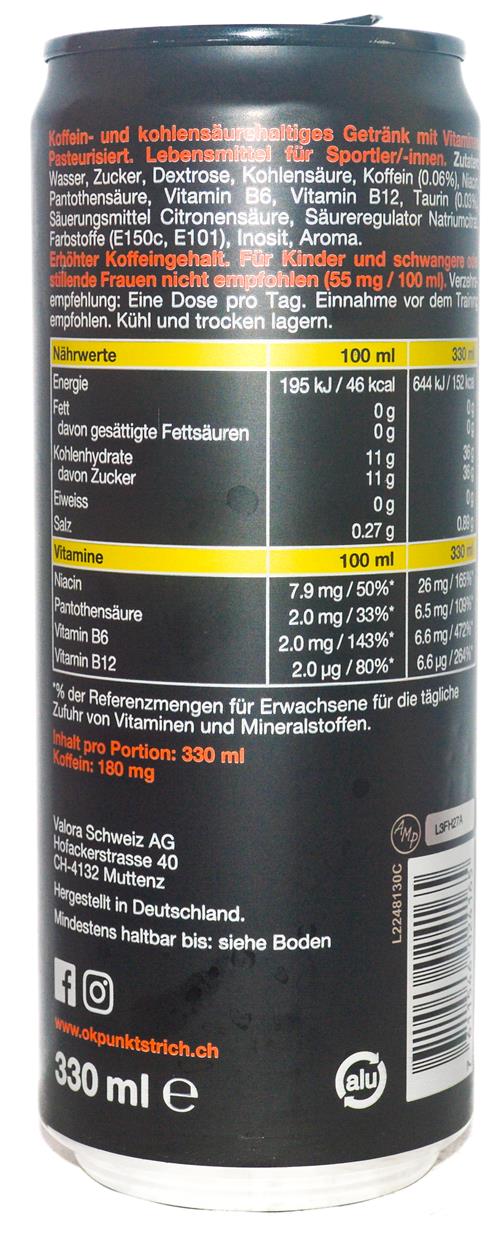 Koffein- und kohlensäurehaltiges Getränk mit Vitaminen.
Pasteurisiert. Lebensmittel für Sportler/-innen. Zutaten:
Wasser, Zucker, Dextrose, Kohlensäure, Koffein (0.06%), Niacin,
Pantothensäure, Vitamin B6, Vitamin B12, Taurin (0.03%),
Säuerungsmittel Citronensäure, Säureregulator Natriumcitrat,
Farbstoffe (E150c, E101), Inosit, Aroma.
Erhöhter Koffeingehalt. Für Kinder und schwangere oder
stillende Frauen nicht empfohlen (55 mg / 100 ml). Verzehrs-
empfehlung: Eine Dose pro Tag. Einnahme vor dem Training
empfohlen. Kühl und trocken lagern.
Nährwerte 100 ml 330 ml
Energie 195 kJ / 46 kcal 644 kJ / 152 kcal
Fett 0 g 0 g
davon gesättigte Fettsäuren 0 g 0 g
Kohlenhydrate 11 g 36 g
davon Zucker 11 g 36 g
Eiweiss 0 g 0 g
Salz 0.27 g 0.89 g
Vitamine 100 ml 330 ml
Niacin 7.9 mg / 50%* 26 mg / 165%*
Pantothensäure 2.0 mg / 33%* 6.5 mg / 109%*
Vitamin B6 2.0 mg / 143%* 6.6 mg / 472%*
Vitamin B12 2.0 µg / 80%* 6.6 µg / 264%*
*% der Referenzmengen für Erwachsene für die tägliche
Zufuhr von Vitaminen und Mineralstoffen.
Inhalt pro Portion: 330 ml
Koffein: 180 mg
AMP
L3FH27A
L2248130C
Valora Schweiz AG
Hofackerstrasse 40
CH-4132 Muttenz
Hergestellt in Deutschland.
Mindestens haltbar bis: siehe Boden
www.okpunktstrich.ch
330 ml e
alu